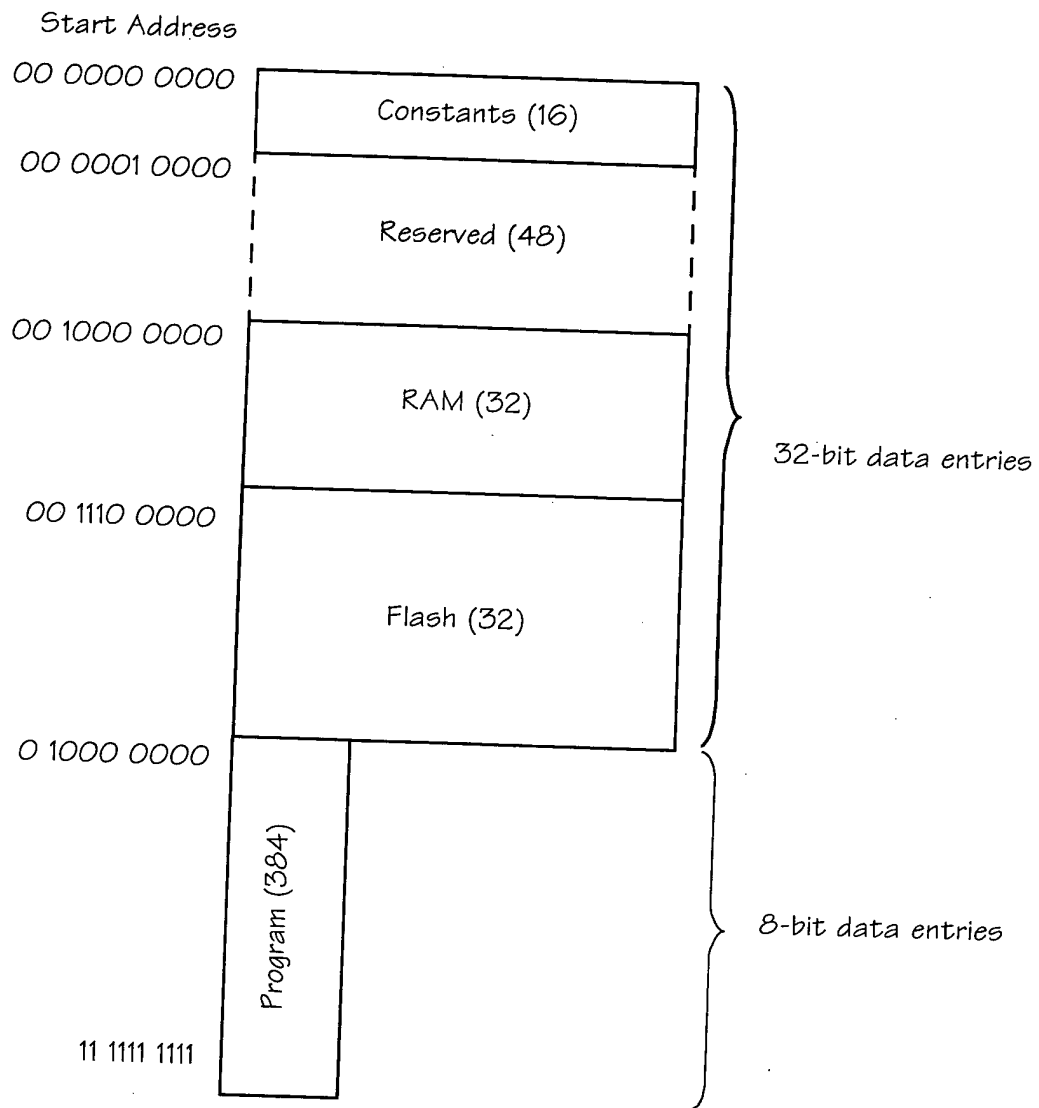 Start Address
00 0000 0000
Constants (16)
00 0001 0000
Reserved (48)
00 1000 0000
RAM (32)
32-bit data entries
00 1110 0000
Flash (32)
0 1000 0000
Program (384)
8-bit data entries
11 1111 1111